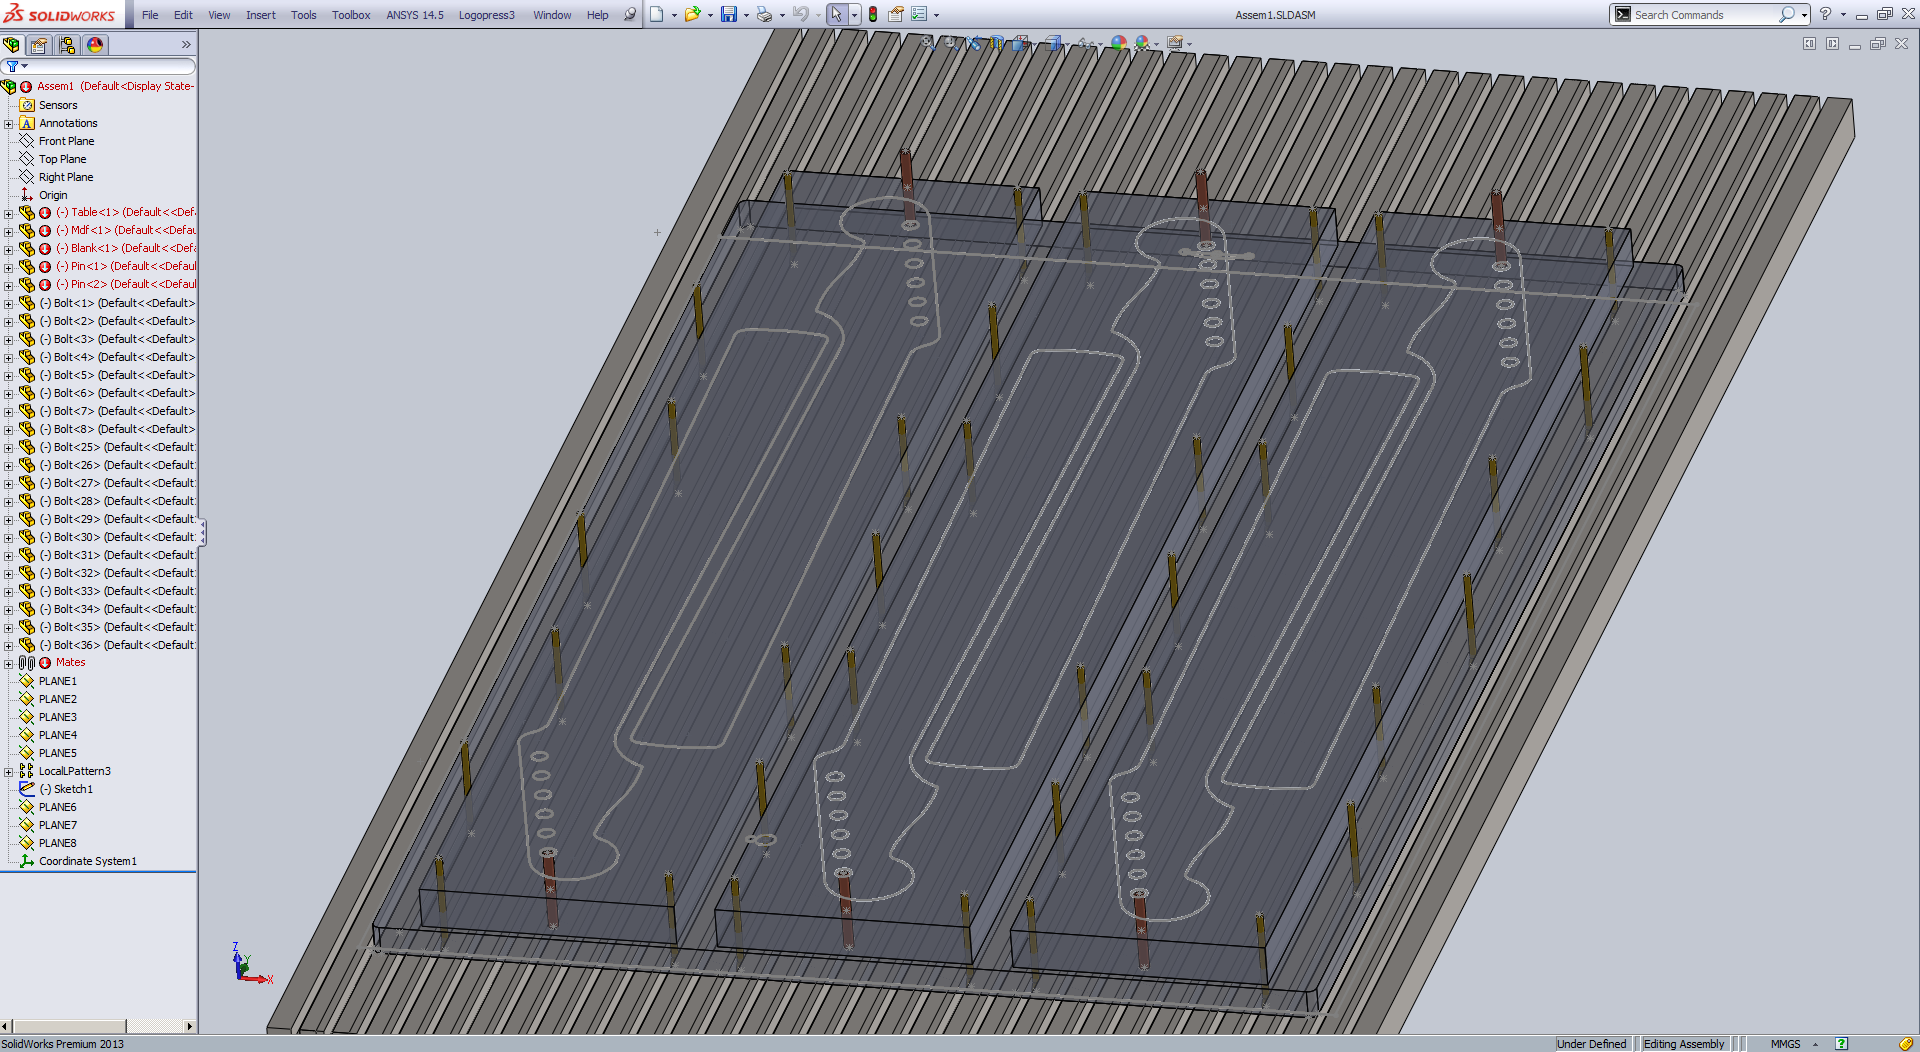 SOLIDWORKS File Edit View Insert Tools Toolbox ANSYS 14.5 Logopress3 Window Help Assem1.SLDASM Search Commands
Assem1 (Default<Display State-
Sensors
Annotations
Front Plane
Top Plane
Right Plane
Origin
(-) Table<1> (Default<<Def
(-) Mdf<1> (Default<<Defau
(-) Blank<1> (Default<<Defa
(-) Pin<1> (Default<<Defaul
(-) Pin<2> (Default<<Defaul
(-) Bolt<1> (Default<<Default>
(-) Bolt<2> (Default<<Default>
(-) Bolt<3> (Default<<Default>
(-) Bolt<4> (Default<<Default>
(-) Bolt<5> (Default<<Default>
(-) Bolt<6> (Default<<Default>
(-) Bolt<7> (Default<<Default>
(-) Bolt<8> (Default<<Default>
(-) Bolt<25> (Default<<Default
(-) Bolt<26> (Default<<Default
(-) Bolt<27> (Default<<Default
(-) Bolt<28> (Default<<Default
(-) Bolt<29> (Default<<Default
(-) Bolt<30> (Default<<Default
(-) Bolt<31> (Default<<Default
(-) Bolt<32> (Default<<Default
(-) Bolt<33> (Default<<Default
(-) Bolt<34> (Default<<Default
(-) Bolt<35> (Default<<Default
(-) Bolt<36> (Default<<Default
Mates
PLANE1
PLANE2
PLANE3
PLANE4
PLANE5
LocalLPattern3
(-) Sketch1
PLANE6
PLANE7
PLANE8
Coordinate System1
Z
Y
X
SolidWorks Premium 2013 Under Defined Editing Assembly MMGS